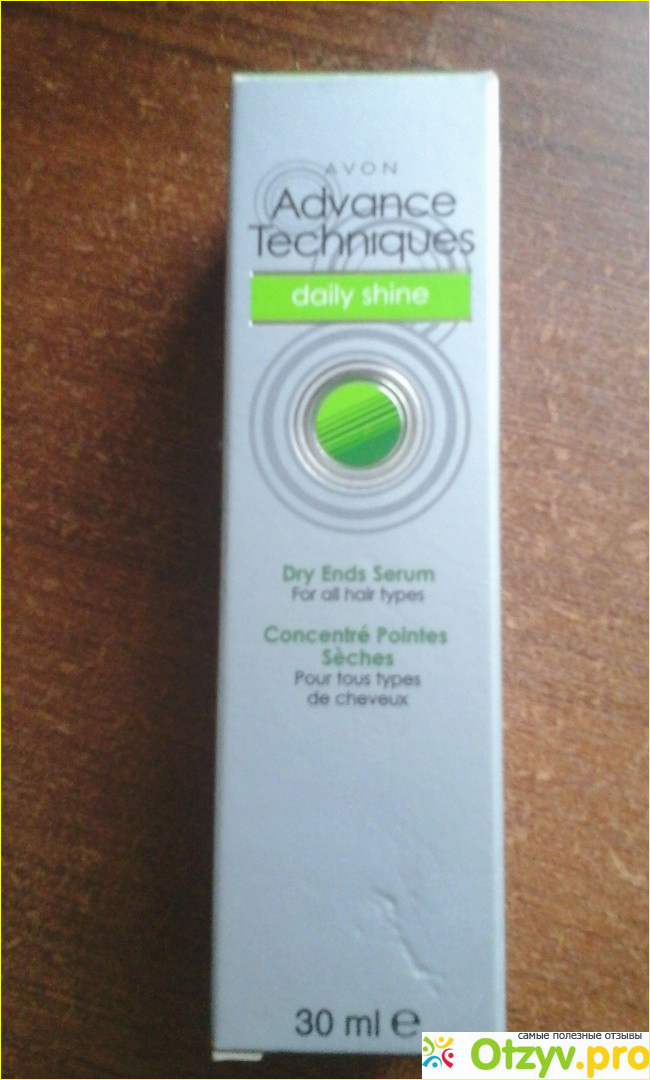 AVON
Advance
Techniques
daily shine
Dry Ends Serum
For all hair types
Concentré Pointes
Sèches
Pour tous types
de cheveux
30 ml ℮
самые полезные отзывы
Otzyv.pro